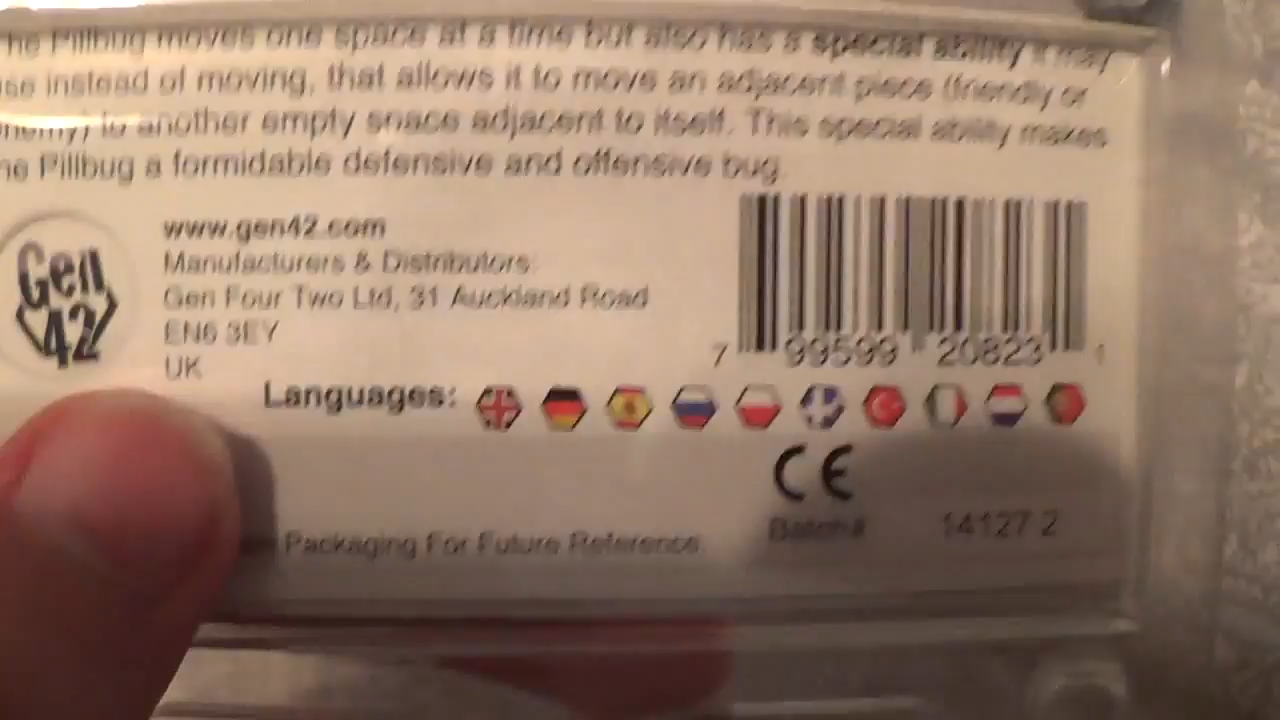 he Pillbug moves one space at a time but also has a special ability it may
se instead of moving, that allows it to move an adjacent piece (friendly or
nemy) to another empty space adjacent to itself. This special ability makes
he Pillbug a formidable defensive and offensive bug.
Gen
42
www.gen42.com
Manufacturers & Distributors:
Gen Four Two Ltd, 31 Auckland Road
EN6 3EY
UK
7 99599 20823 1
Languages:
CE
Batch# 14127 2
Packaging For Future Reference.